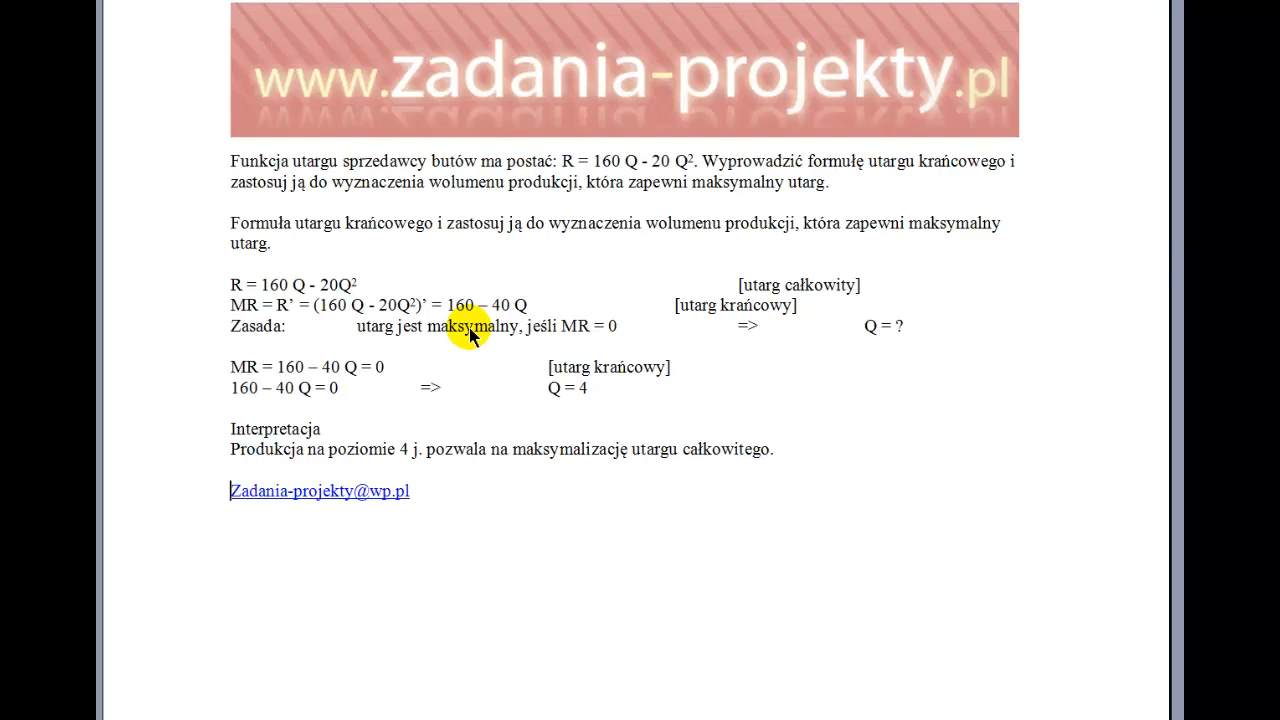 www.zadania-projekty.pl
Funkcja utargu sprzedawcy butów ma postać: R = 160 Q - 20 Q². Wyprowadzić formułę utargu krańcowego i
zastosuj ją do wyznaczenia wolumenu produkcji, która zapewni maksymalny utarg.
Formuła utargu krańcowego i zastosuj ją do wyznaczenia wolumenu produkcji, która zapewni maksymalny
utarg.
R = 160 Q - 20Q² [utarg całkowity]
MR = R’ = (160 Q - 20Q²)’ = 160 – 40 Q [utarg krańcowy]
Zasada: utarg jest maksymalny, jeśli MR = 0 => Q = ?
MR = 160 – 40 Q = 0 [utarg krańcowy]
160 – 40 Q = 0 => Q = 4
Interpretacja
Produkcja na poziomie 4 j. pozwala na maksymalizację utargu całkowitego.
Zadania-projekty@wp.pl